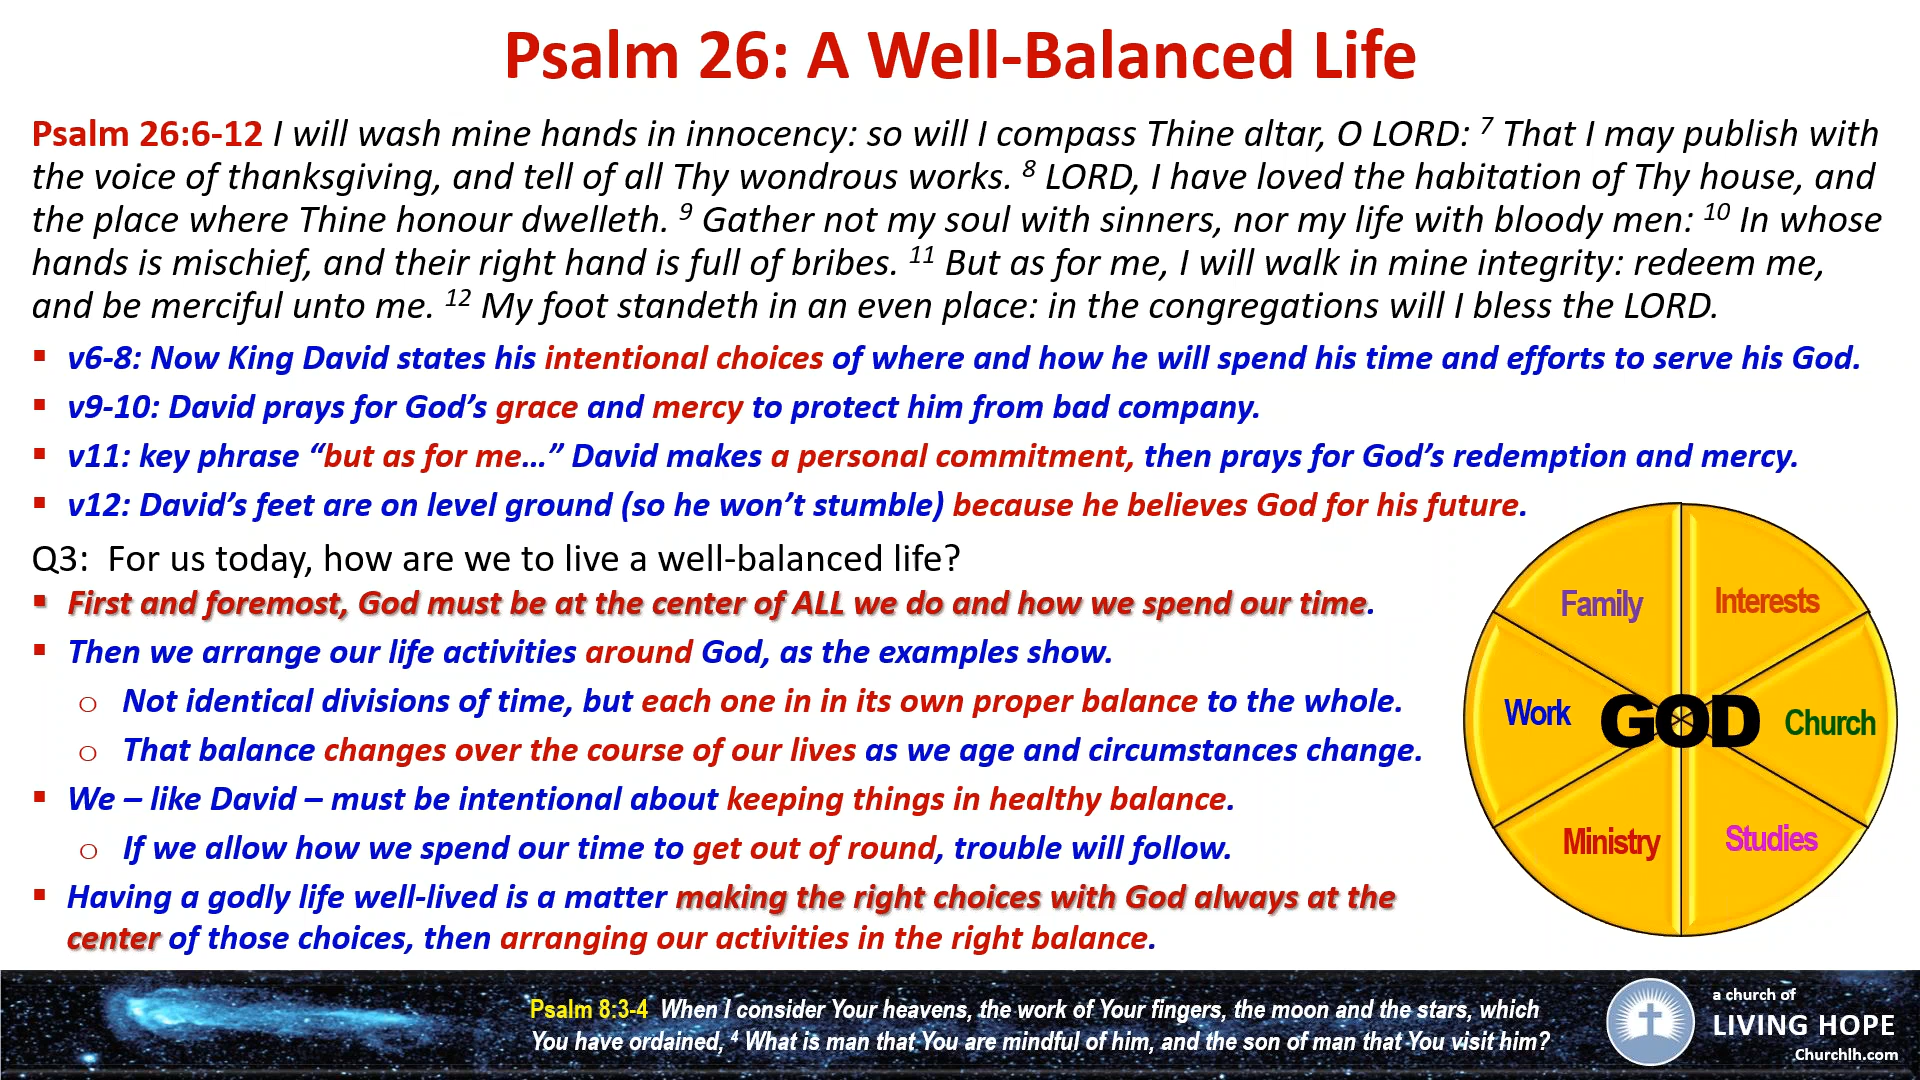 Psalm 26: A Well-Balanced Life
Psalm 26:6-12 I will wash mine hands in innocency: so will I compass Thine altar, O LORD: 7 That I may publish with
the voice of thanksgiving, and tell of all Thy wondrous works. 8 LORD, I have loved the habitation of Thy house, and
the place where Thine honour dwelleth. 9 Gather not my soul with sinners, nor my life with bloody men: 10 In whose
hands is mischief, and their right hand is full of bribes. 11 But as for me, I will walk in mine integrity: redeem me,
and be merciful unto me. 12 My foot standeth in an even place: in the congregations will I bless the LORD.
▪ v6-8: Now King David states his intentional choices of where and how he will spend his time and efforts to serve his God.
▪ v9-10: David prays for God’s grace and mercy to protect him from bad company.
▪ v11: key phrase “but as for me…” David makes a personal commitment, then prays for God’s redemption and mercy.
▪ v12: David’s feet are on level ground (so he won’t stumble) because he believes God for his future.
Q3: For us today, how are we to live a well-balanced life?
▪ First and foremost, God must be at the center of ALL we do and how we spend our time.
▪ Then we arrange our life activities around God, as the examples show.
o Not identical divisions of time, but each one in in its own proper balance to the whole.
o That balance changes over the course of our lives as we age and circumstances change.
▪ We – like David – must be intentional about keeping things in healthy balance.
o If we allow how we spend our time to get out of round, trouble will follow.
▪ Having a godly life well-lived is a matter making the right choices with God always at the
center of those choices, then arranging our activities in the right balance.
Family
Interests
Work
GOD
Church
Ministry
Studies
Psalm 8:3-4 When I consider Your heavens, the work of Your fingers, the moon and the stars, which
You have ordained, 4 What is man that You are mindful of him, and the son of man that You visit him?
a church of
LIVING HOPE
Churchlh.com